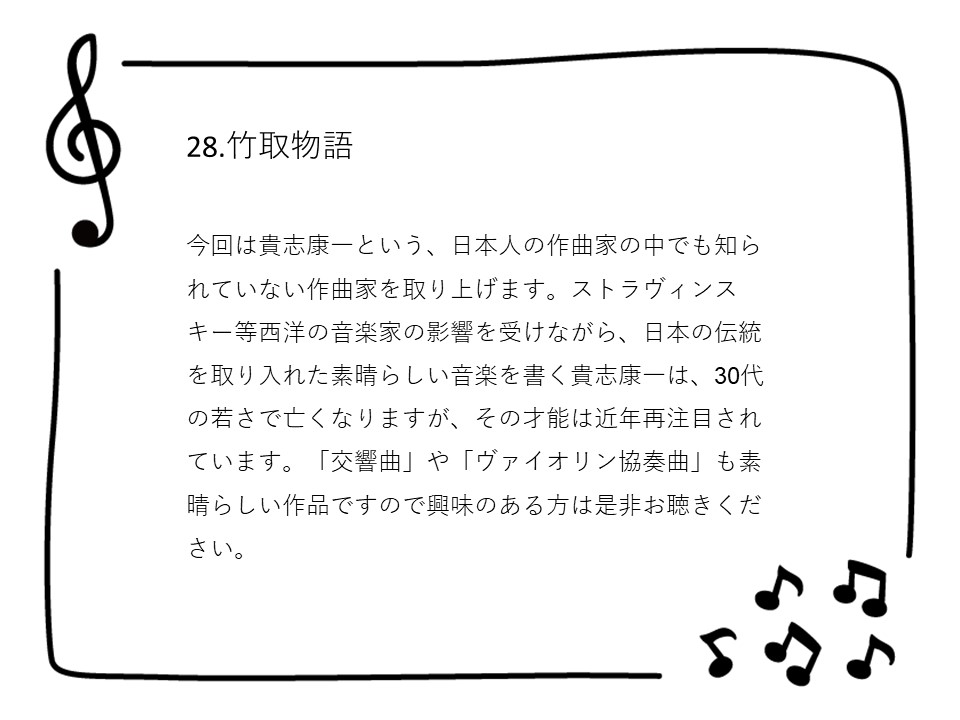 28.竹取物語
今回は貴志康一という、日本人の作曲家の中でも知ら
れていない作曲家を取り上げます。ストラヴィンス
キー等西洋の音楽家の影響を受けながら、日本の伝統
を取り入れた素晴らしい音楽を書く貴志康一は、30代
の若さで亡くなりますが、その才能は近年再注目され
ています。「交響曲」や「ヴァイオリン協奏曲」も素
晴らしい作品ですので興味のある方は是非お聴きくだ
さい。